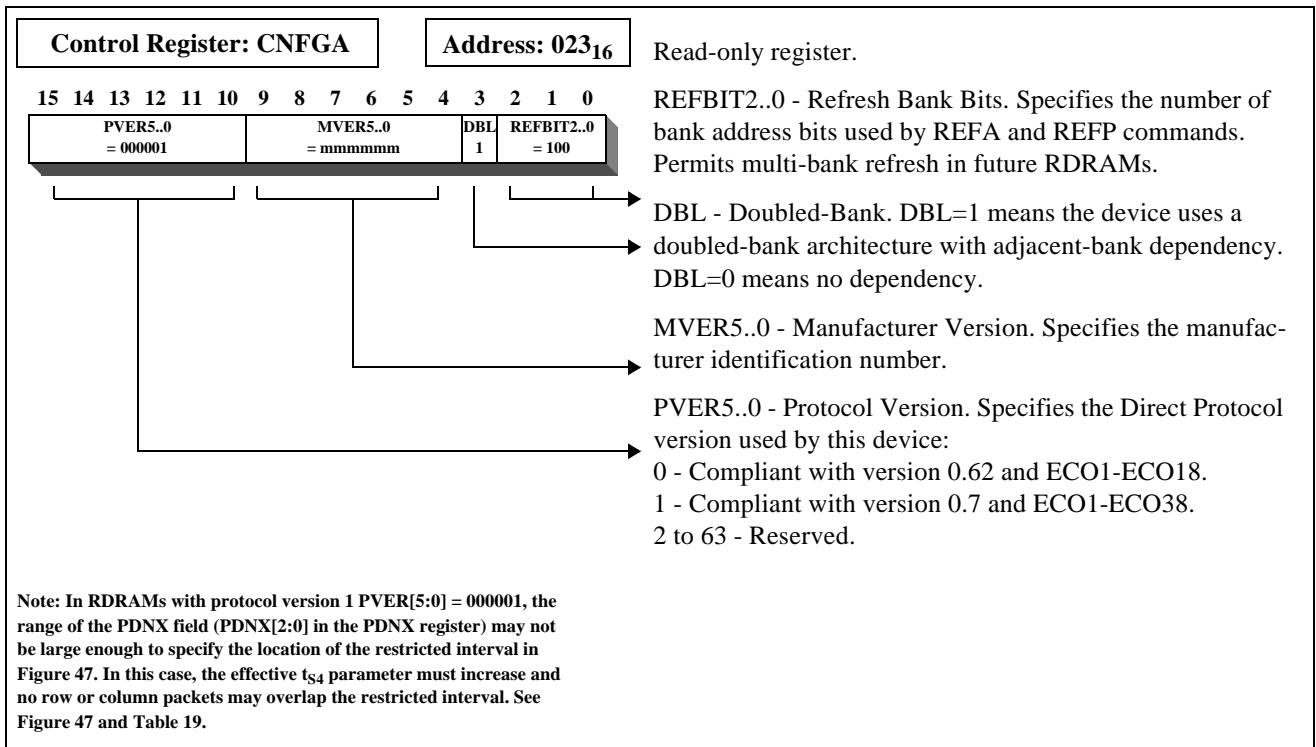 Control Register: CNFGA
Address: 023₁₆
15 14 13 12 11 10 9 8 7 6 5 4 3 2 1 0
PVER5..0
= 000001
MVER5..0
= mmmmmm
DBL
1
REFBIT2..0
= 100
Read-only register.
REFBIT2..0 - Refresh Bank Bits. Specifies the number of
bank address bits used by REFA and REFP commands.
Permits multi-bank refresh in future RDRAMs.
DBL - Doubled-Bank. DBL=1 means the device uses a
doubled-bank architecture with adjacent-bank dependency.
DBL=0 means no dependency.
MVER5..0 - Manufacturer Version. Specifies the manufac-
turer identification number.
PVER5..0 - Protocol Version. Specifies the Direct Protocol
version used by this device:
0 - Compliant with version 0.62 and ECO1-ECO18.
1 - Compliant with version 0.7 and ECO1-ECO38.
2 to 63 - Reserved.
Note: In RDRAMs with protocol version 1 PVER[5:0] = 000001, the
range of the PDNX field (PDNX[2:0] in the PDNX register) may not
be large enough to specify the location of the restricted interval in
Figure 47. In this case, the effective t_S4 parameter must increase and
no row or column packets may overlap the restricted interval. See
Figure 47 and Table 19.